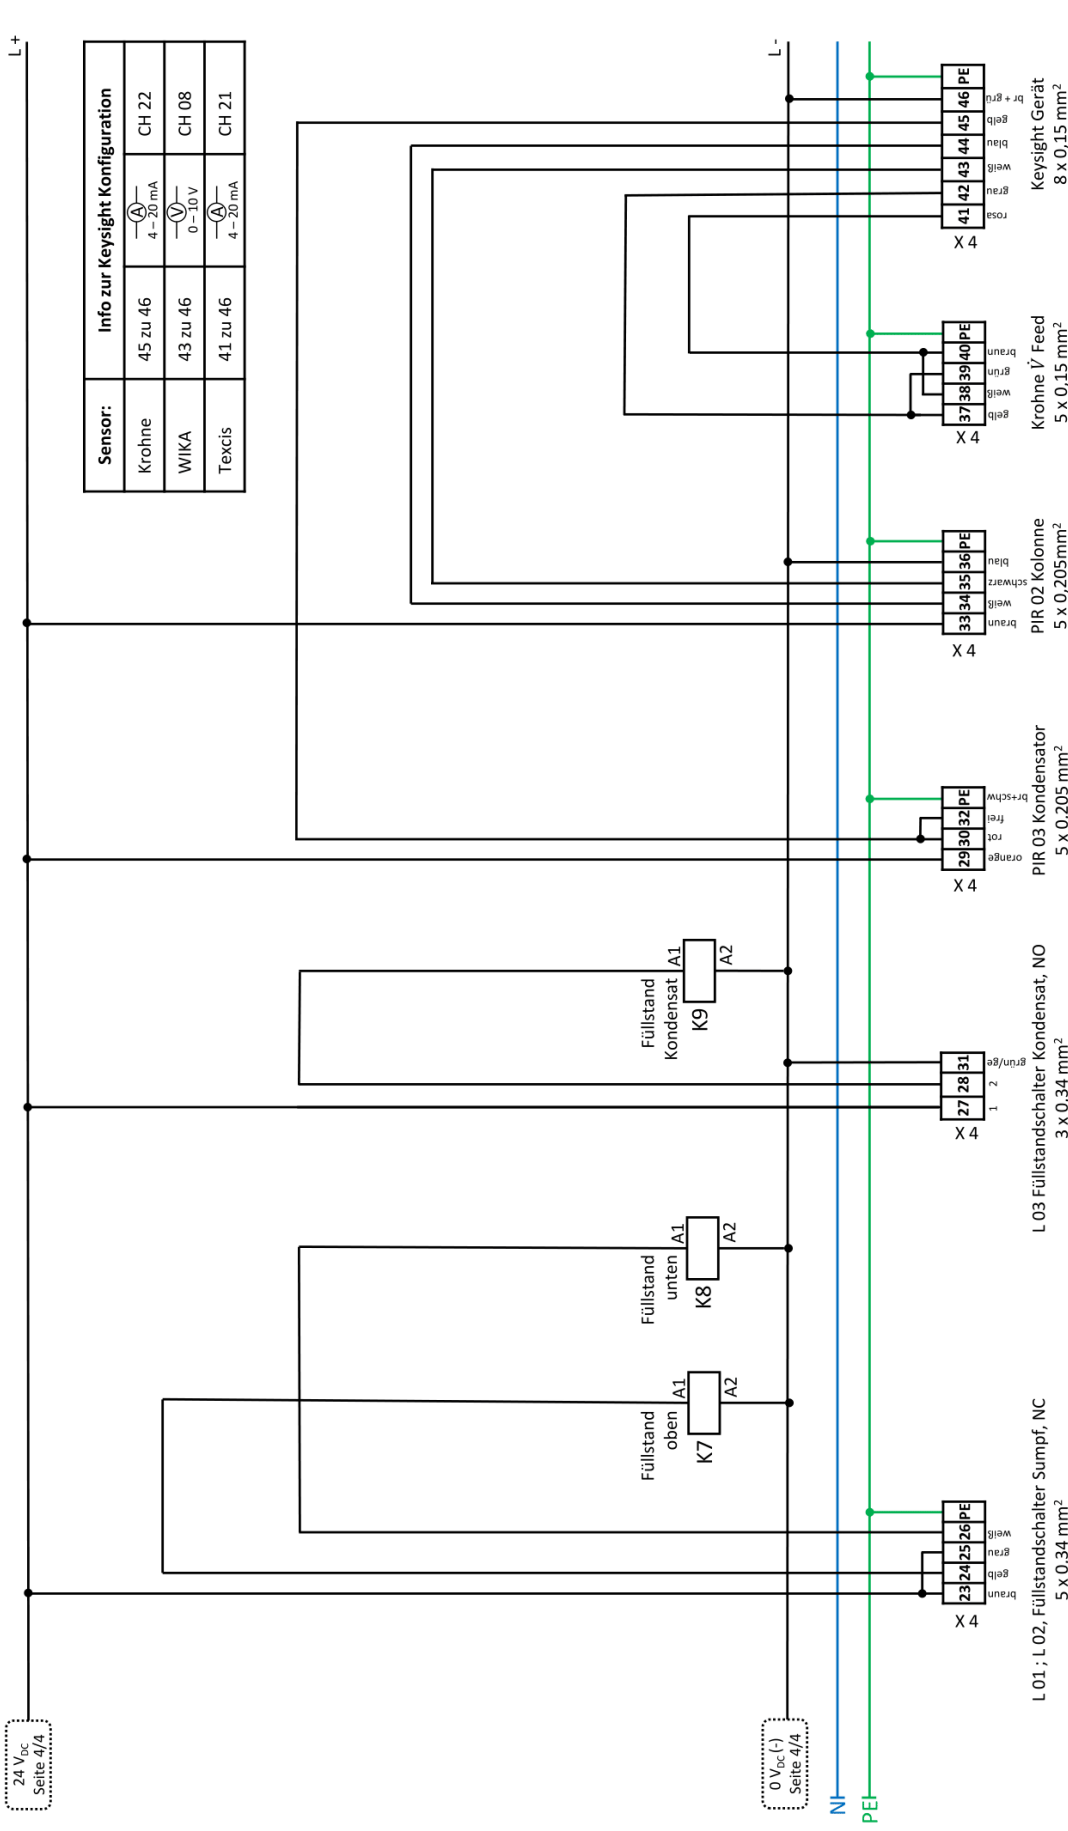 L +
Info zur Keysight Konfiguration
Sensor:
Krohne
45 zu 46
A
4 – 20 mA
CH 22
WIKA
43 zu 46
V
0 – 10 V
CH 08
Texcis
41 zu 46
A
4 – 20 mA
CH 21
24 VDC
Seite 4/4
0 VDC (-)
Seite 4/4
L -
N
PE
Füllstand
oben
K7
A1
A2
Füllstand
unten
K8
A1
A2
Füllstand
Kondensat
K9
A1
A2
X 4
23 24 25 26 PE
braun
gelb
grau
weiß
L 01 ; L 02, Füllstandschalter Sumpf, NC
5 x 0.34 mm²
X 4
27 28 31
1
2
grün/ge
L 03 Füllstandschalter Kondensat, NO
3 x 0.34 mm²
X 4
29 30 32 PE
orange
rot
frei
br+schw
PIR 03 Kondensator
5 x 0.205 mm²
X 4
33 34 35 36 PE
braun
weiß
schwarz
blau
PIR 02 Kolonne
5 x 0,205mm²
X 4
37 38 39 40 PE
gelb
weiß
grün
braun
Krohne V̇ Feed
5 x 0,15 mm²
X 4
41 42 43 44 45 46 PE
rosa
grau
weiß
blau
gelb
br + grü
Keysight Gerät
8 x 0,15 mm²